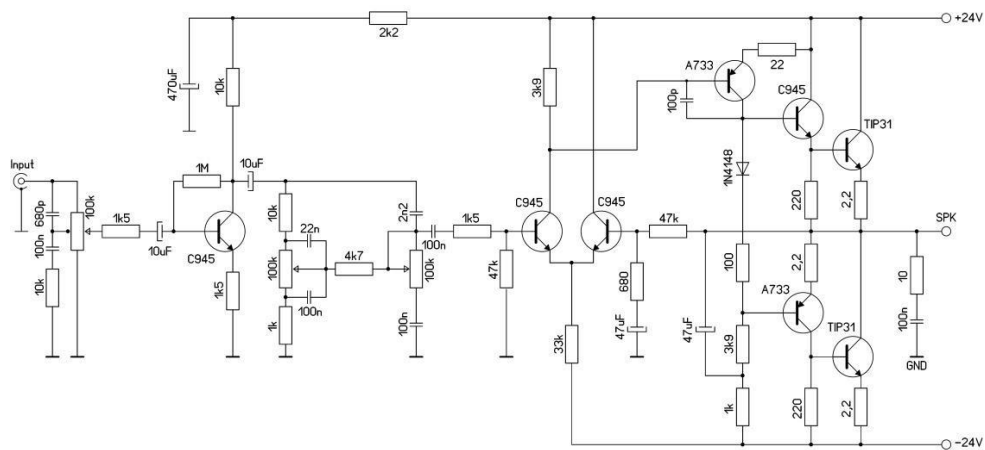 +24V
2k2
470uF
10k
3k9
A733
22
C945
100p
TIP31
Input
1M
10uF
680p
100k
1k5
10uF
C945
1k5
100n
10k
10k
22n
100k
4k7
100n
1k
2n2
100k
100n
100n
1k5
47k
C945
C945
47k
680
47uF
33k
1N4148
220
2,2
SPK
100
2,2
A733
47uF
3k9
TIP31
1k
220
2,2
10
100n
GND
-24V